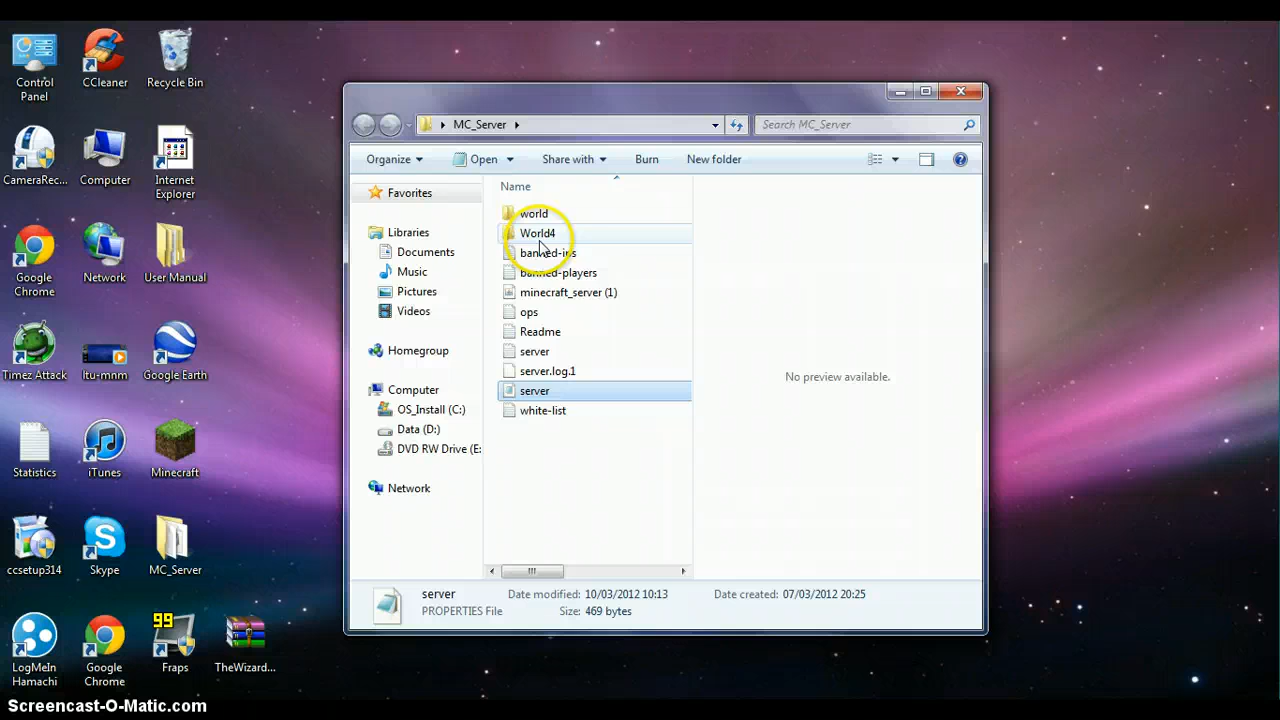 Control
Panel
CCleaner
Recycle Bin
CameraRec...
Computer
Internet
Explorer
Google
Chrome
Network
User Manual
Timez Attack
ltu-mnm
Google Earth
Statistics
iTunes
Minecraft
ccsetup314
Skype
MC_Server
LogMeIn
Hamachi
Google
Chrome
99
Fraps
TheWizard...
MC_Server
Search MC_Server
Organize
Open
Share with
Burn
New folder
Favorites
Libraries
Documents
Music
Pictures
Videos
Homegroup
Computer
OS_Install (C:)
Data (D:)
DVD RW Drive (E:
Network
Name
world
World4
banned-ips
banned-players
minecraft_server (1)
ops
Readme
server
server.log.1
server
white-list
No preview available.
server Date modified: 10/03/2012 10:13 Date created: 07/03/2012 20:25
PROPERTIES File Size: 469 bytes
Screencast-O-Matic.com